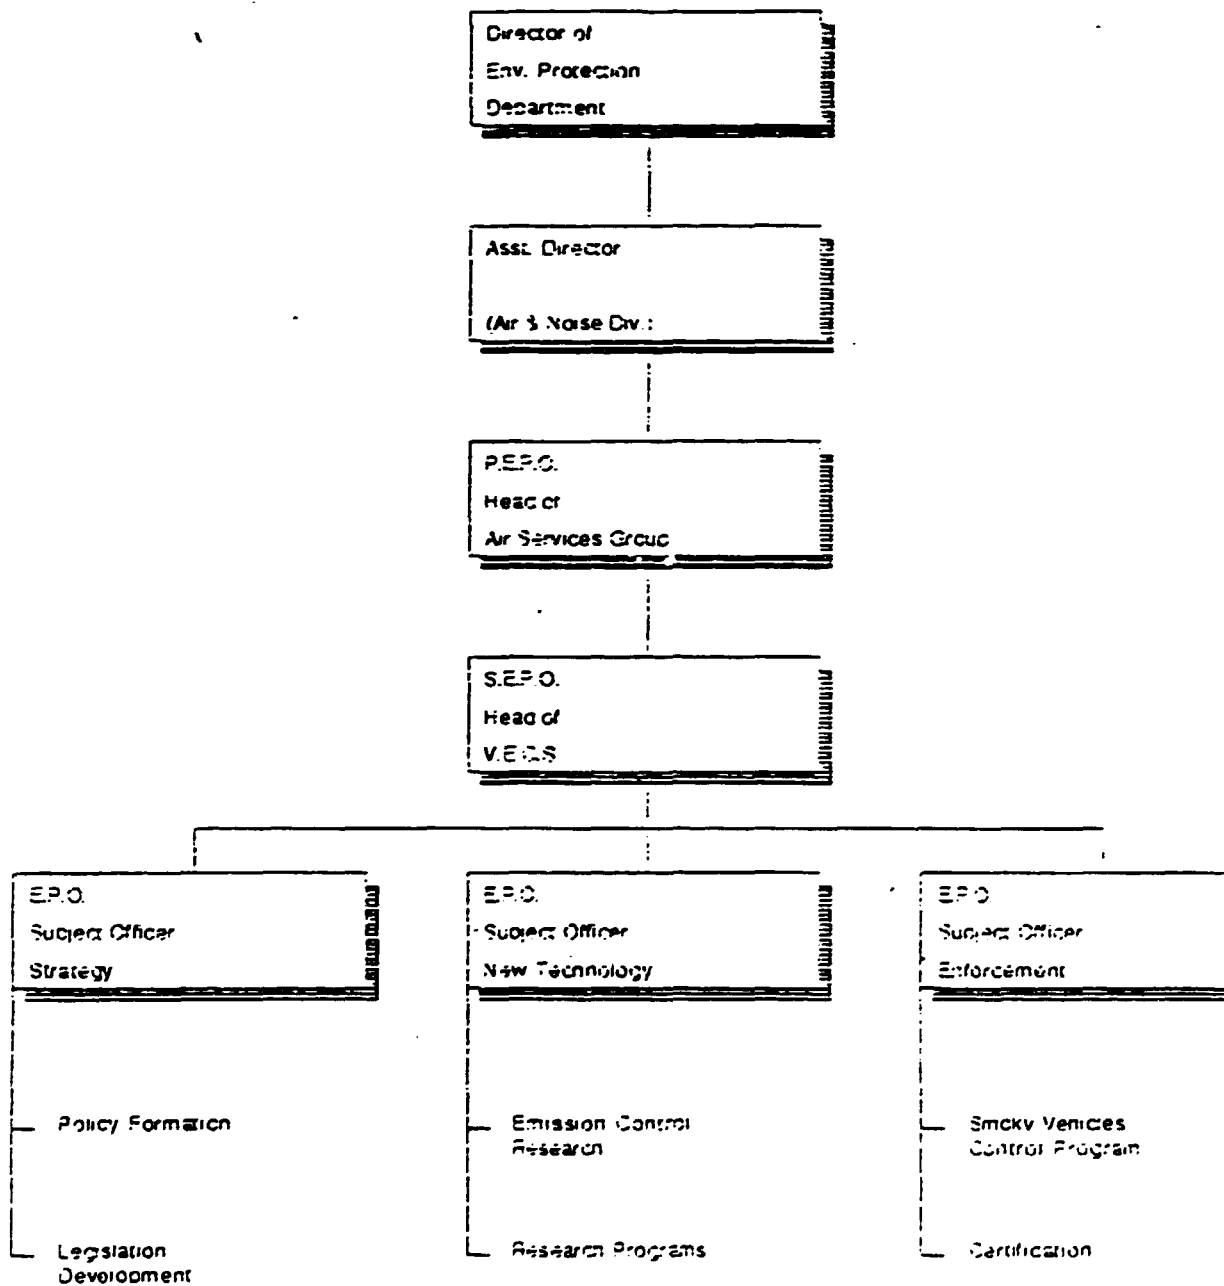 Director of
Env. Protection
Department
Asst. Director
(Air & Noise Div.)
P.E.P.O.
Head of
Air Services Group
S.E.P.O.
Head of
V.E.C.S
E.P.O.
Subject Officer
Strategy
E.P.O.
Subject Officer
New Technology
E.P.O.
Subject Officer
Enforcement
Policy Formation
Emission Control
Research
Smoky Vehicles
Control Program
Legislation
Development
Research Programs
Certification